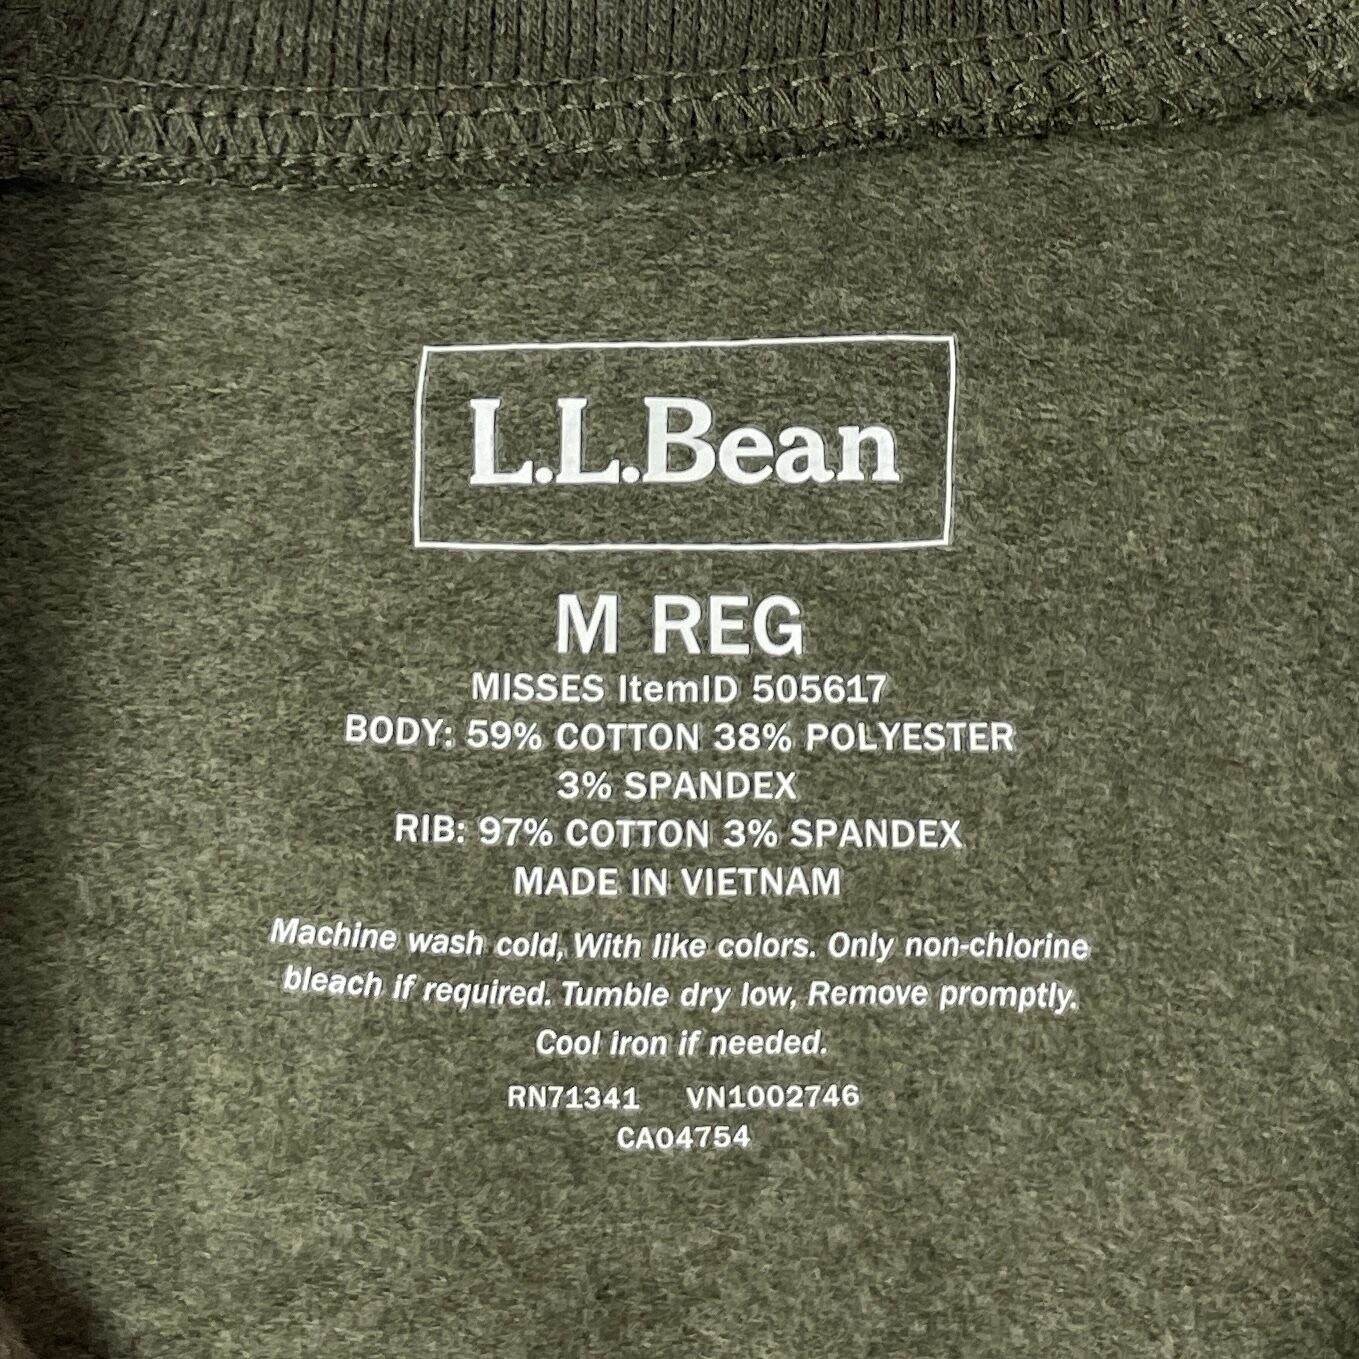 L.L.Bean
M REG
MISSES ItemID 505617
BODY: 59% COTTON 38% POLYESTER
3% SPANDEX
RIB: 97% COTTON 3% SPANDEX
MADE IN VIETNAM
Machine wash cold, With like colors. Only non-chlorine
bleach if required. Tumble dry low, Remove promptly.
Cool iron if needed.
RN71341 VN1002746
CA04754